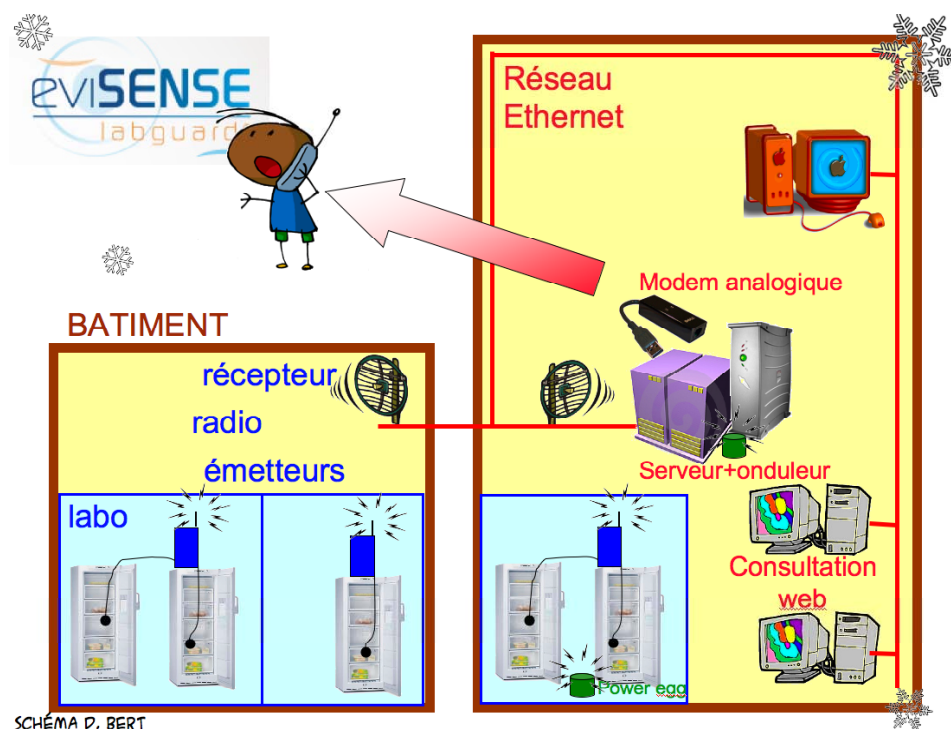 eviSENSE
labguard
Réseau
Ethernet
Modem analogique
BATIMENT
récepteur
radio
émetteurs
Serveur+onduleur
labo
Consultation
web
Power egg
SCHÉMA D. BERT